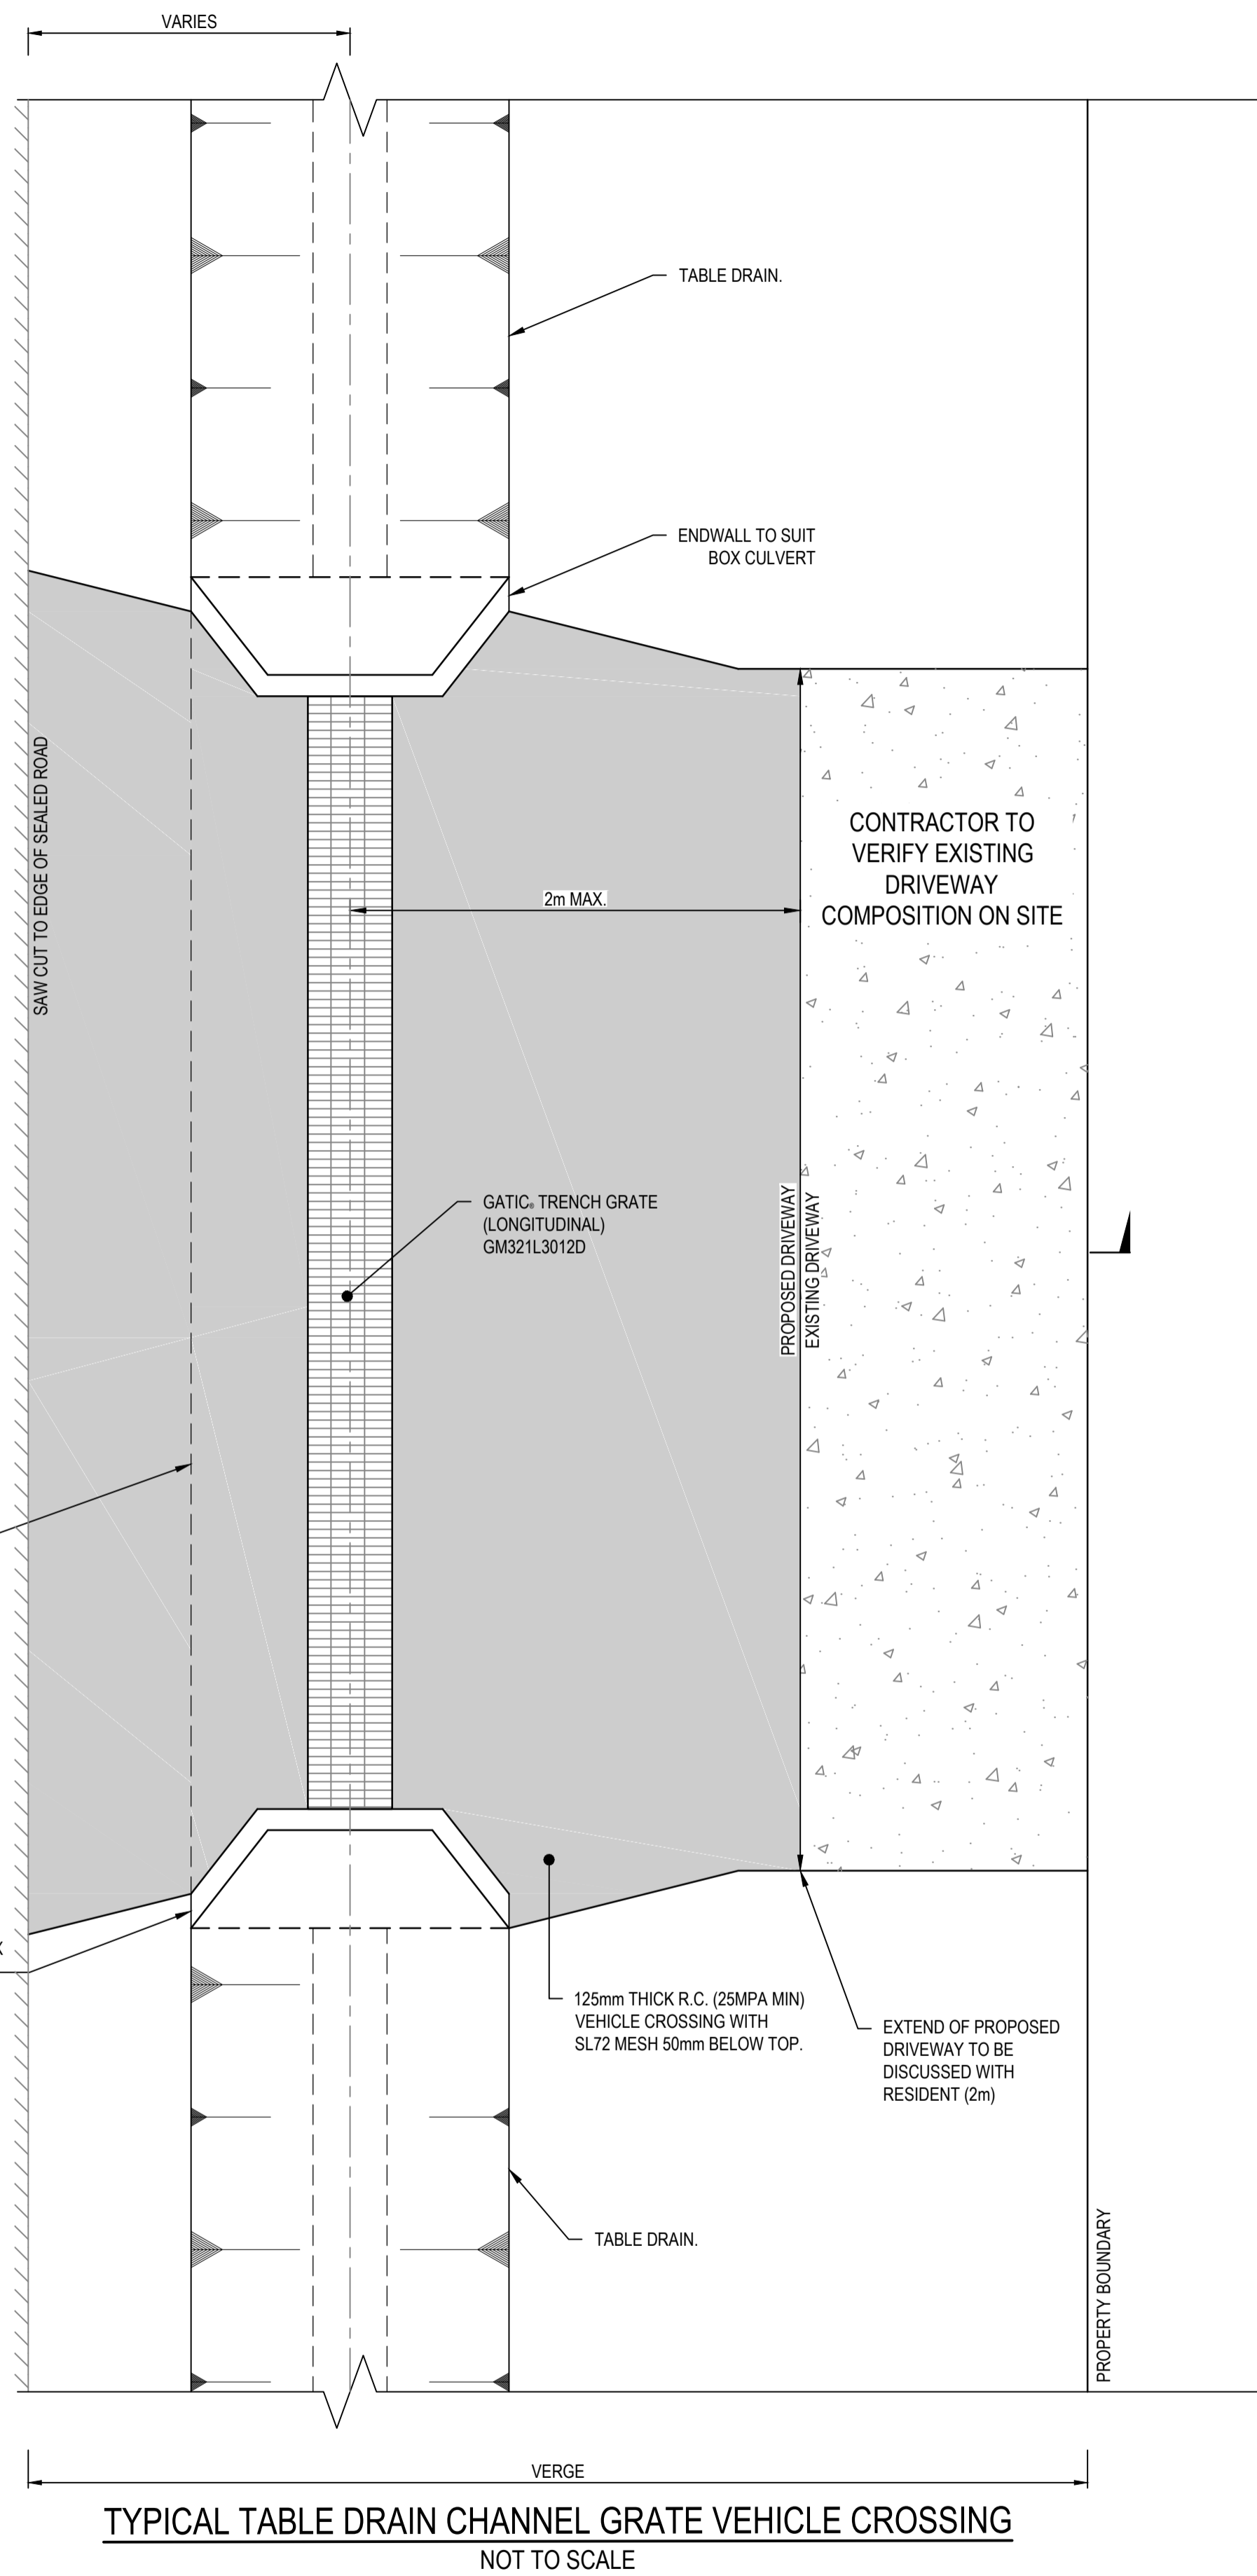 VARIES
TABLE DRAIN.
ENDWALL TO SUIT
BOX CULVERT
SAW CUT TO EDGE OF SEALED ROAD
CONTRACTOR TO
VERIFY EXISTING
DRIVEWAY
COMPOSITION ON SITE
2m MAX.
GATIC® TRENCH GRATE
(LONGITUDINAL)
GM321L3012D
PROPOSED DRIVEWAY
EXISTING DRIVEWAY
X
125mm THICK R.C. (25MPA MIN)
VEHICLE CROSSING WITH
SL72 MESH 50mm BELOW TOP.
EXTEND OF PROPOSED
DRIVEWAY TO BE
DISCUSSED WITH
RESIDENT (2m)
TABLE DRAIN.
PROPERTY BOUNDARY
VERGE
TYPICAL TABLE DRAIN CHANNEL GRATE VEHICLE CROSSING
NOT TO SCALE